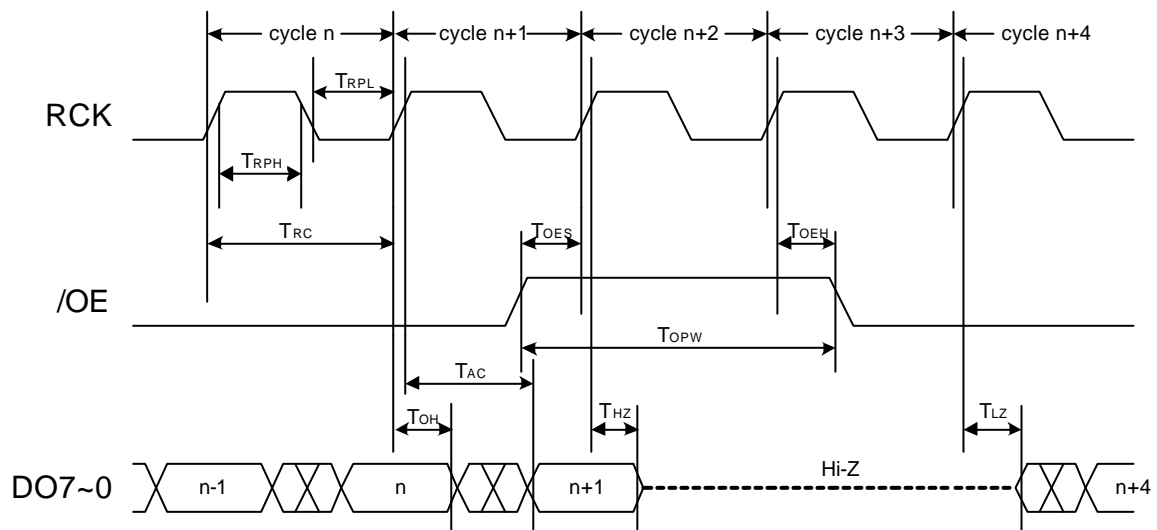 cycle n cycle n+1 cycle n+2 cycle n+3 cycle n+4
TRPL
RCK
TRPH
TRC TOES TOEH
/OE
TOPW
TAC
TOH THZ TLZ
Hi-Z
DO7~0 n-1 n n+1 n+4